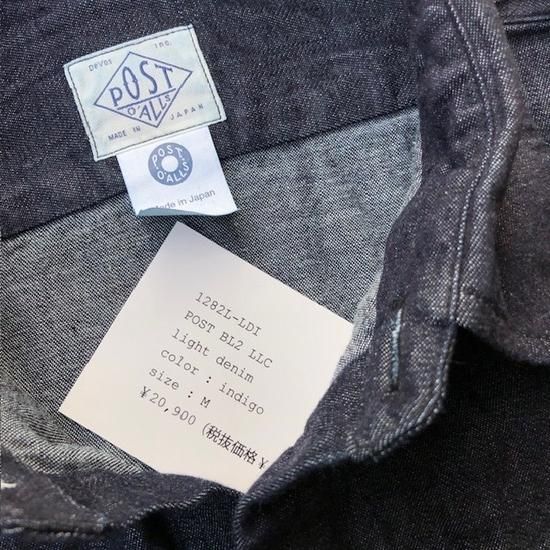 DeVos Inc.
POST
O'ALLS
MADE IN JAPAN
POST
O'ALLS
Made in Japan
1282L-LDI
POST BL2 LLC
light denim
color : indigo
size : M
¥20,900 (税抜価格¥